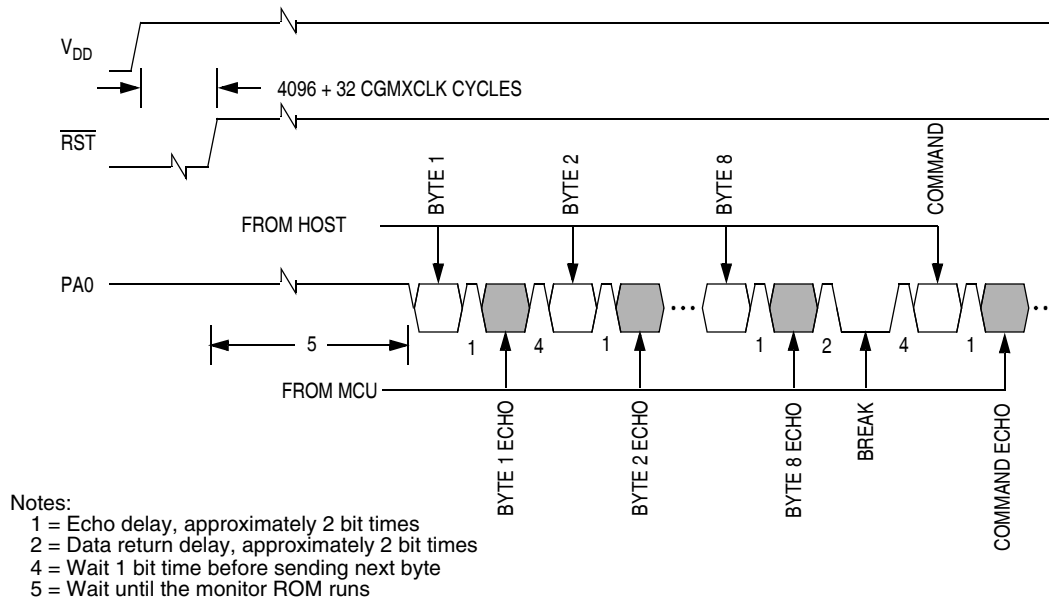 VDD
4096 + 32 CGMXCLK CYCLES
RST
BYTE 1
BYTE 2
BYTE 8
COMMAND
FROM HOST
PA0
1
4
1
1
2
4
1
5
FROM MCU
BYTE 1 ECHO
BYTE 2 ECHO
BYTE 8 ECHO
BREAK
COMMAND ECHO
Notes:
1 = Echo delay, approximately 2 bit times
2 = Data return delay, approximately 2 bit times
4 = Wait 1 bit time before sending next byte
5 = Wait until the monitor ROM runs